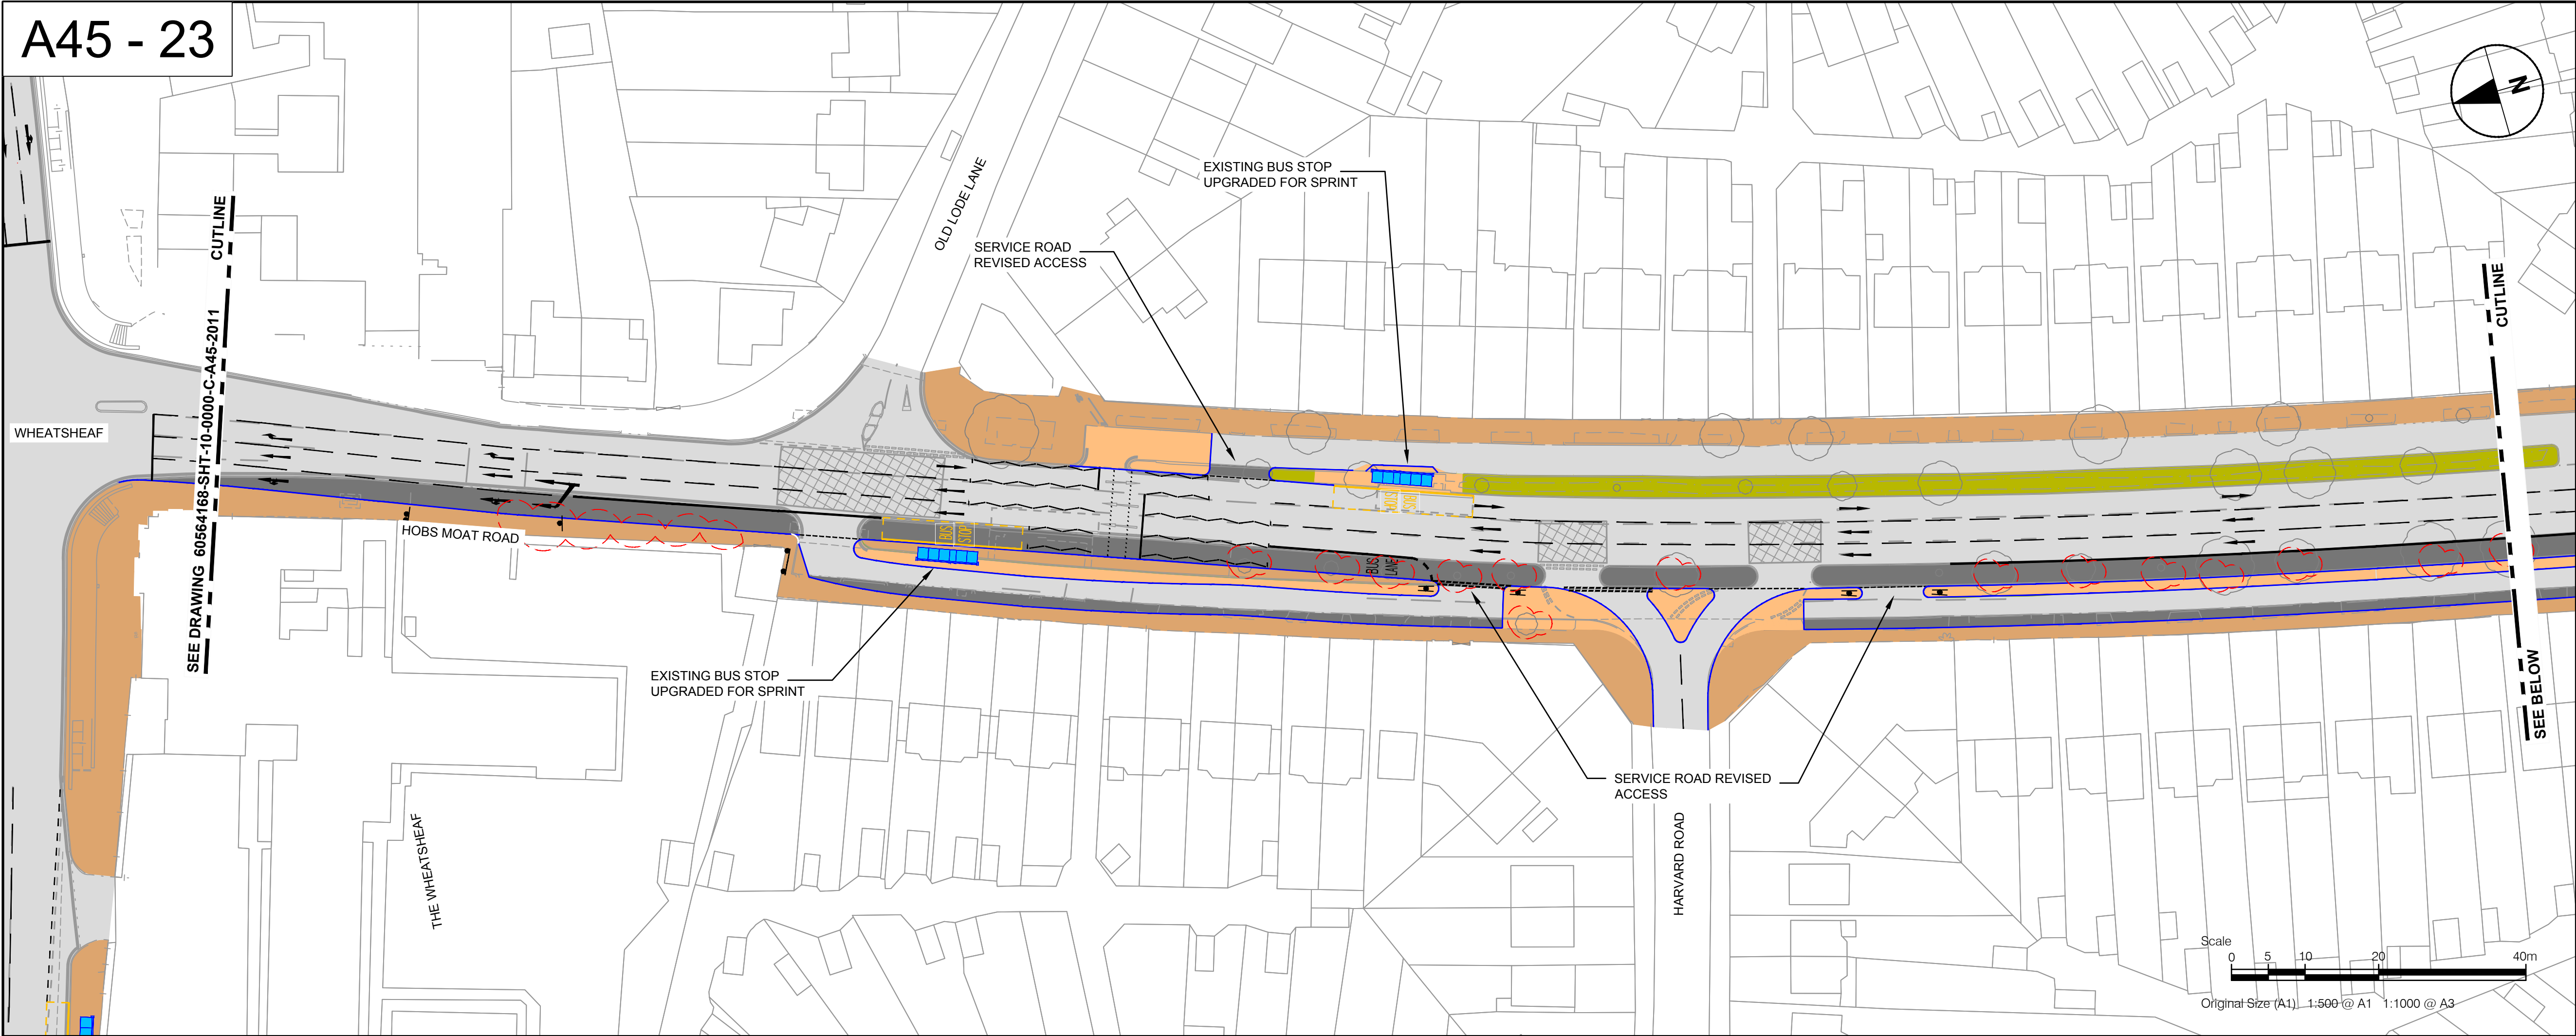 A45 - 23
N
EXISTING BUS STOP
UPGRADED FOR SPRINT
OLD LODE LANE
SERVICE ROAD
REVISED ACCESS
CUTLINE
SEE DRAWING 60564168-SHT-10-0000-C-A45-2011
CUTLINE
SEE BELOW
WHEATSHEAF
HOBS MOAT ROAD
BUS
STOP
BUS
STOP
BUS
LANE
EXISTING BUS STOP
UPGRADED FOR SPRINT
SERVICE ROAD REVISED
ACCESS
THE WHEATSHEAF
HARVARD ROAD
Scale
0 5 10 20 40m
Original Size (A1) 1:500 @ A1 1:1000 @ A3